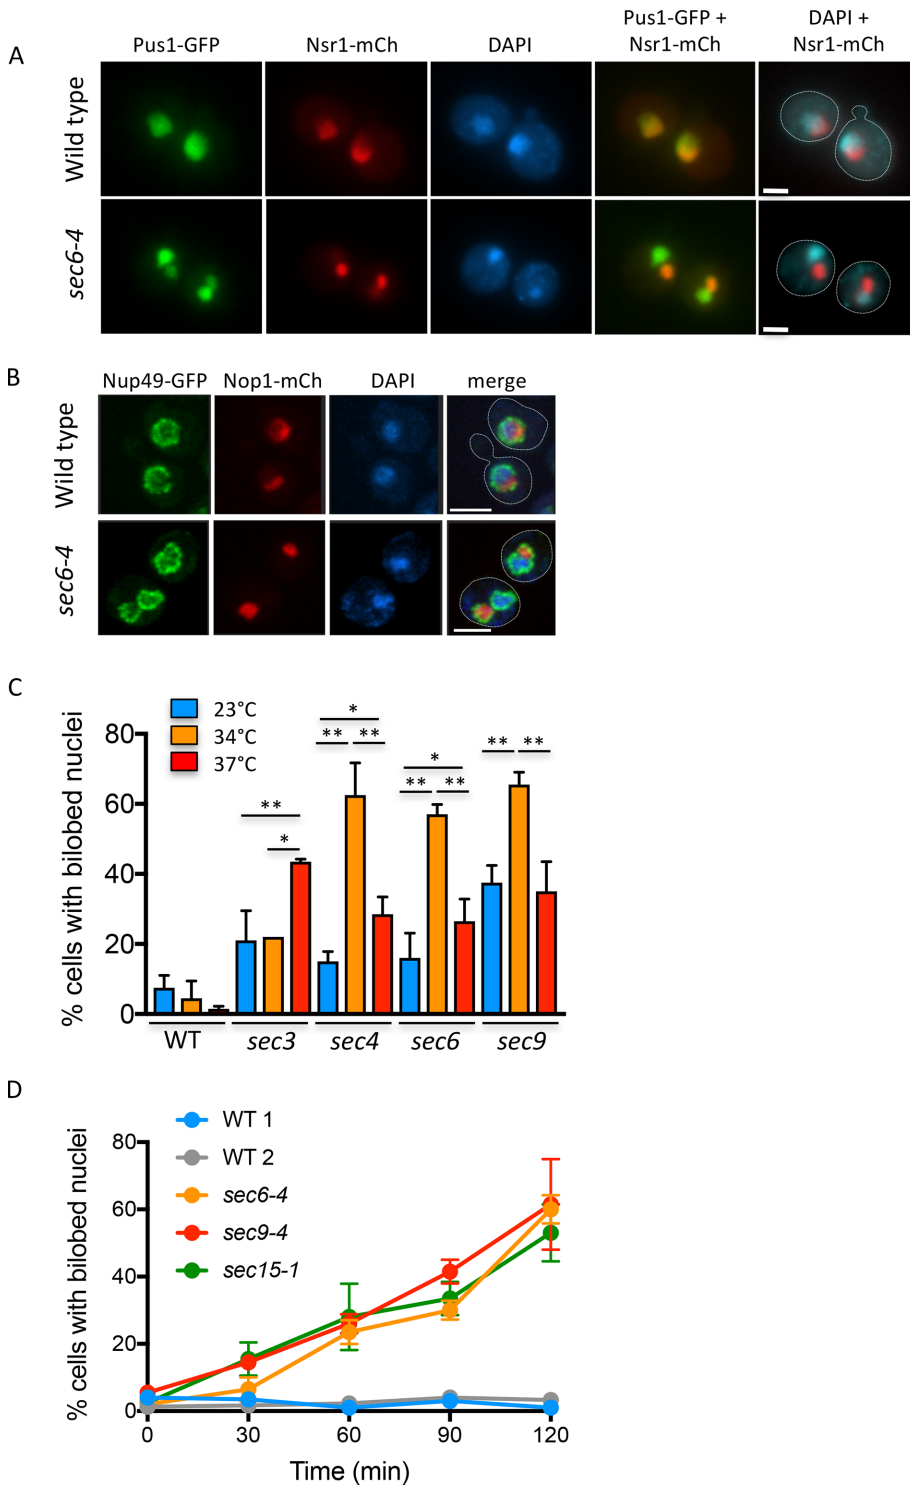 A
Pus1-GFP
Nsr1-mCh
DAPI
Pus1-GFP +
Nsr1-mCh
DAPI +
Nsr1-mCh
Wild type
sec6-4
B
Nup49-GFP
Nop1-mCh
DAPI
merge
Wild type
sec6-4
C
% cells with bilobed nuclei
80
60
40
20
0
23°C
34°C
37°C
**
*
*
** **
*
** **
** **
WT
sec3
sec4
sec6
sec9
D
% cells with bilobed nuclei
80
60
40
20
0
WT 1
WT 2
sec6-4
sec9-4
sec15-1
0
30
60
90
120
Time (min)